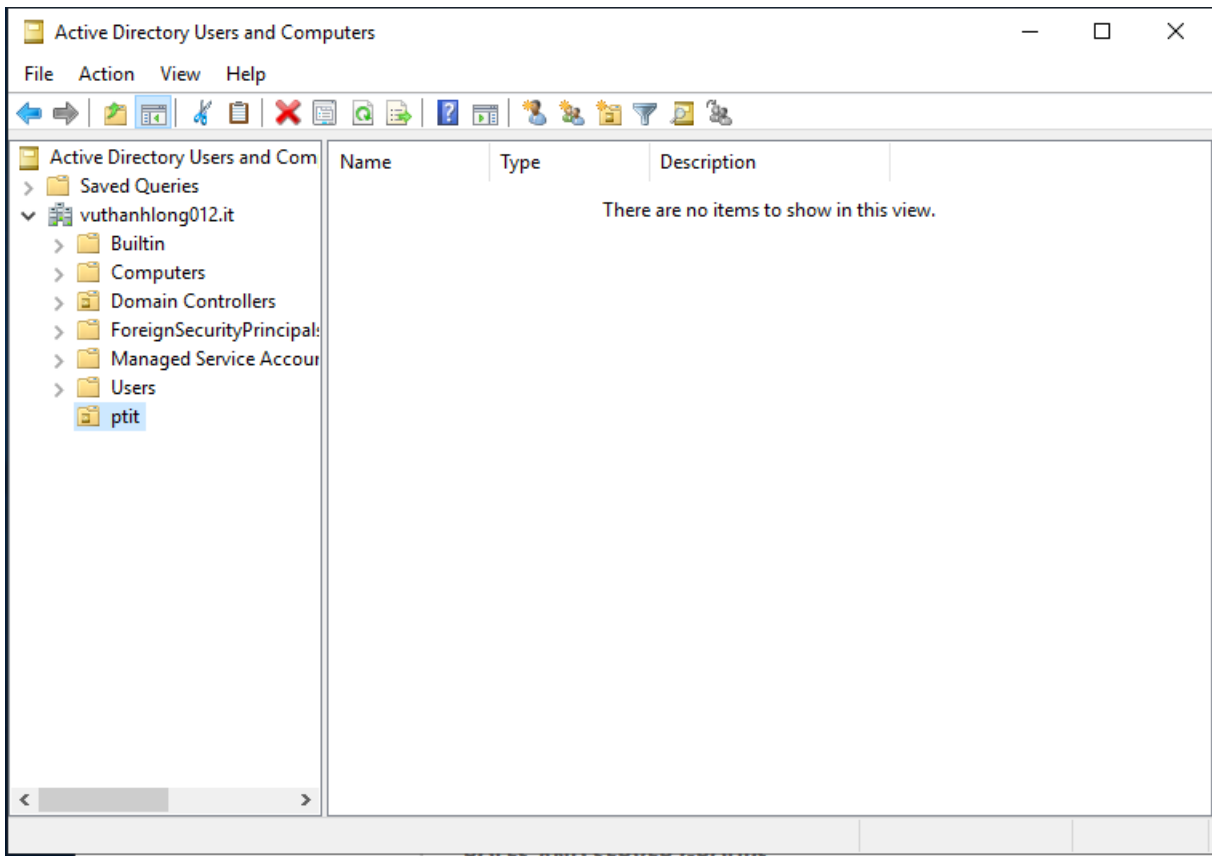 Active Directory Users and Computers
File Action View Help
Active Directory Users and Com
Name Type Description
Saved Queries
There are no items to show in this view.
vuthanhlong012.it
Builtin
Computers
Domain Controllers
ForeignSecurityPrincipals
Managed Service Accour
Users
ptit